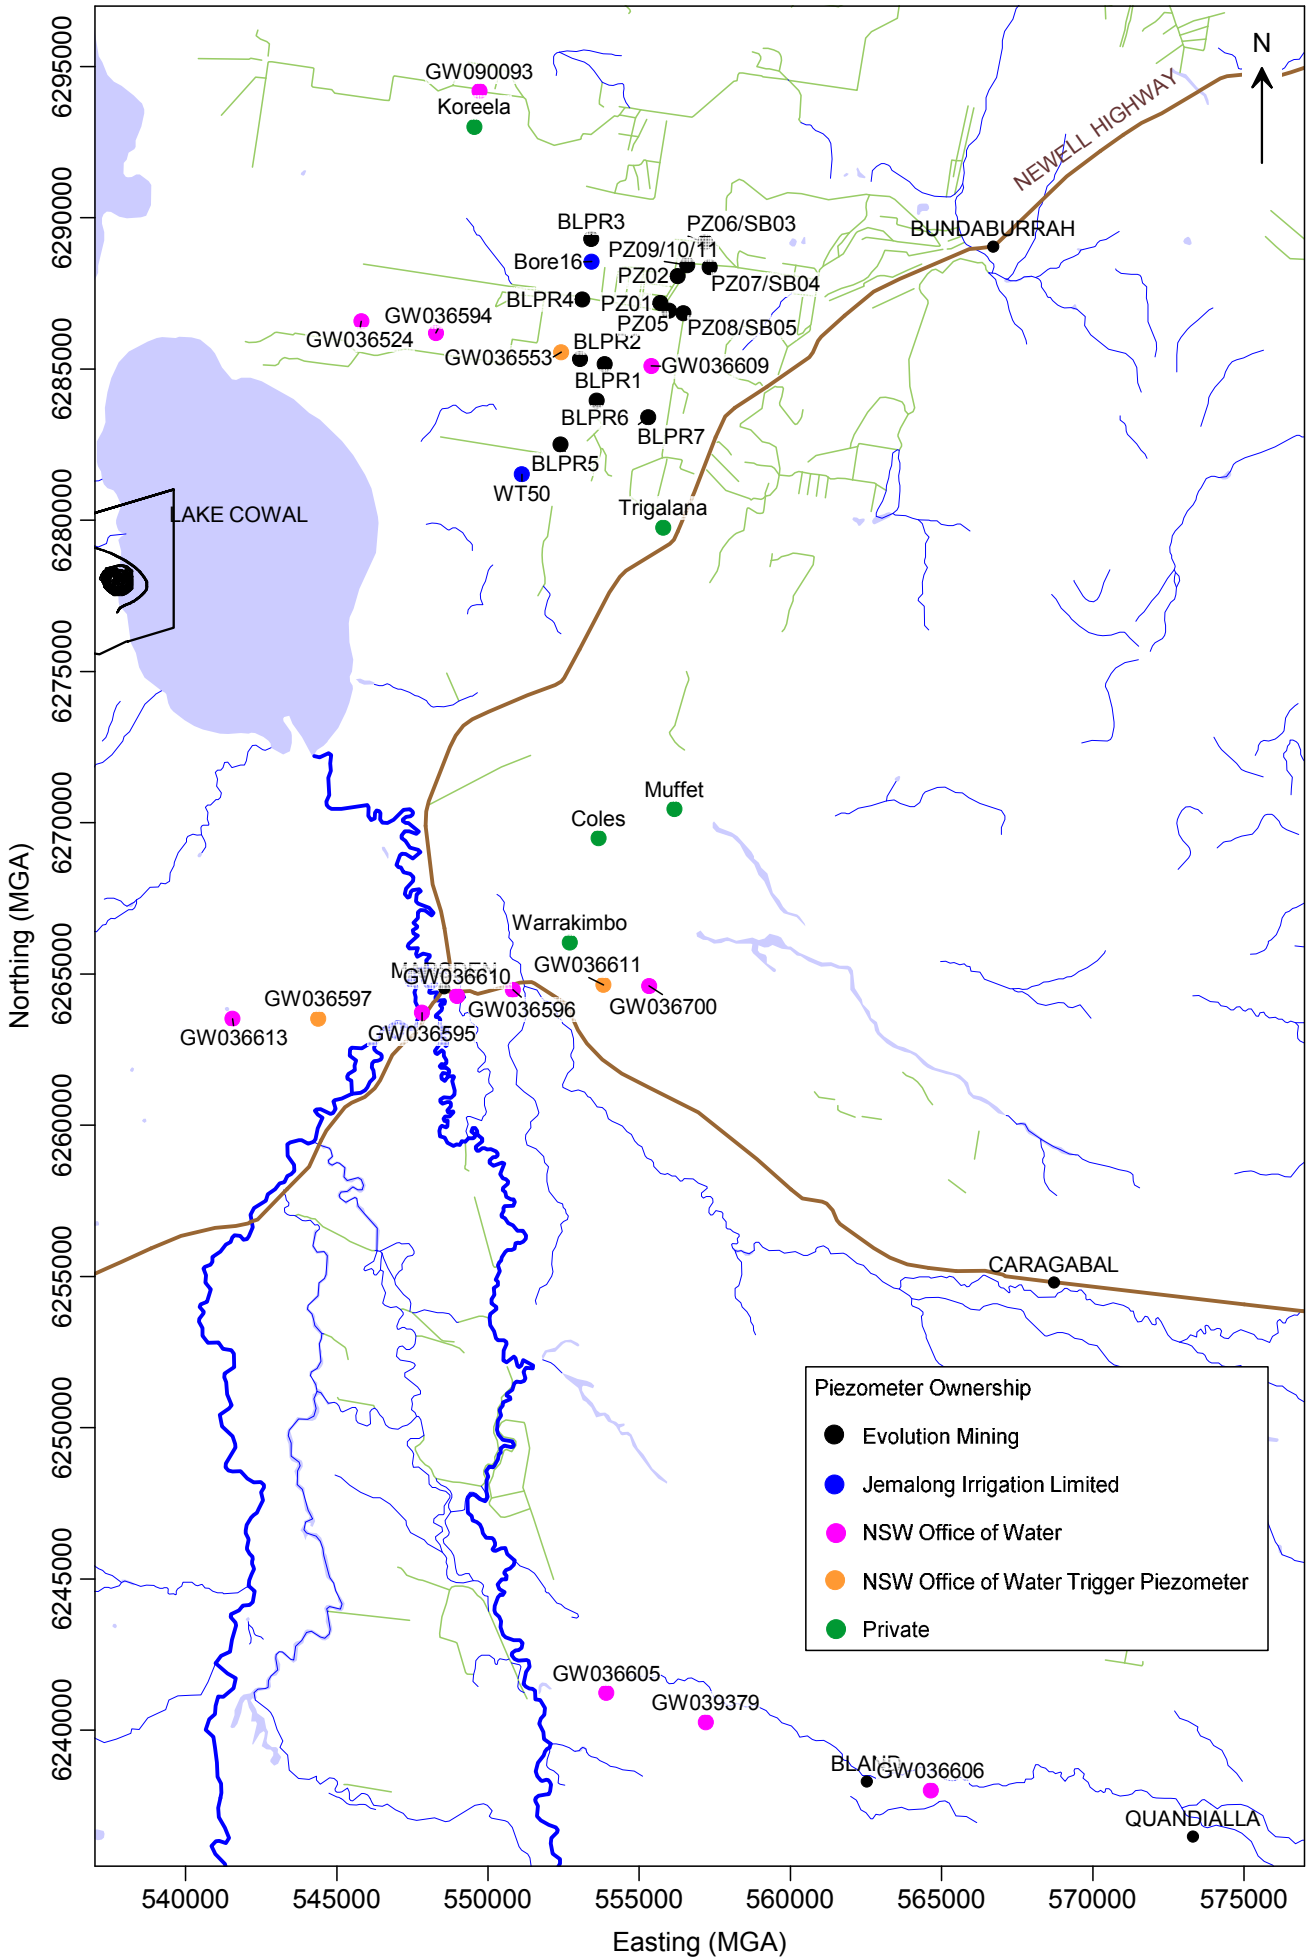 N
NEWELL HIGHWAY
GW090093
Koreela
BLPR3
PZ06/SB03
BUNDABURRAH
PZ09/10/11
Bore16
PZ02
PZ07/SB04
BLPR4
PZ01
GW036594
PZ05
PZ08/SB05
GW036524
BLPR2
GW036553
GW036609
BLPR1
BLPR6
BLPR7
BLPR5
WT50
Trigalana
LAKE COWAL
Muffet
Coles
Warrakimbo
GW036611
GW036610
GW036597
GW036700
GW036596
GW036613
GW036595
CARAGABAL
Piezometer Ownership
Evolution Mining
Jemalong Irrigation Limited
NSW Office of Water
NSW Office of Water Trigger Piezometer
Private
GW036605
GW039379
GW036606
QUANDIALLA
6295000
6290000
6285000
6280000
6275000
6270000
6265000
6260000
6255000
6250000
6245000
6240000
Northing (MGA)
540000 545000 550000 555000 560000 565000 570000 575000
Easting (MGA)